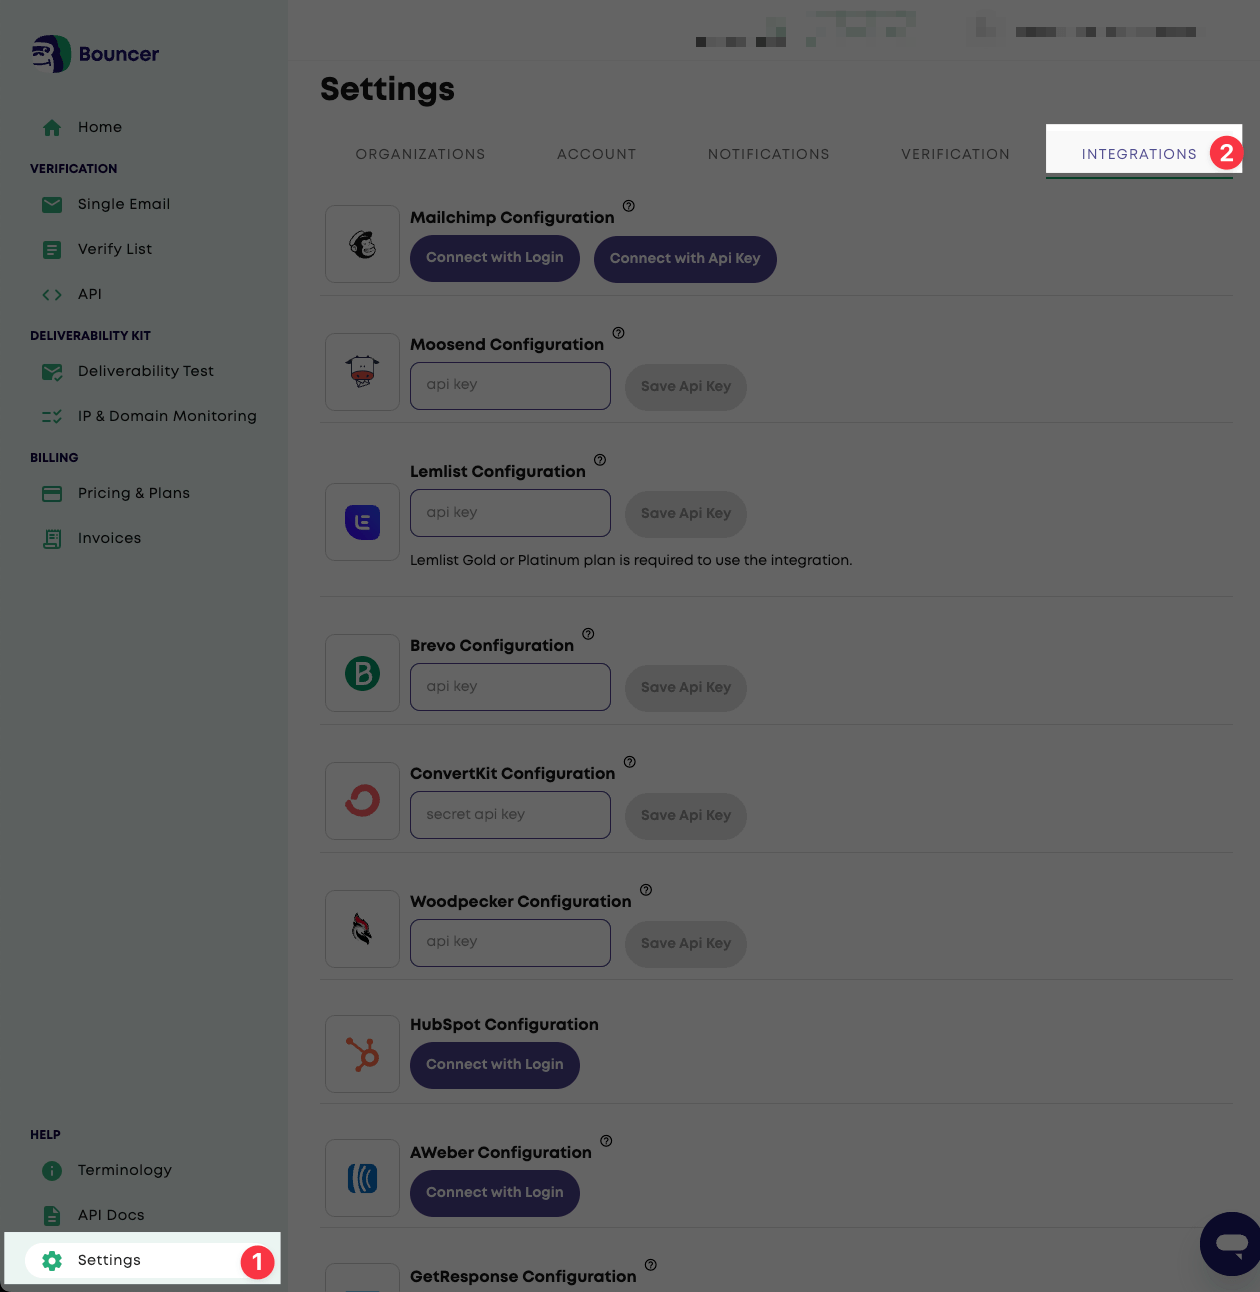 Bouncer
Home
VERIFICATION
Single Email
Verify List
API
DELIVERABILITY KIT
Deliverability Test
IP & Domain Monitoring
BILLING
Pricing & Plans
Invoices
HELP
Terminology
API Docs
Settings 1
Settings
ORGANIZATIONS ACCOUNT NOTIFICATIONS VERIFICATION INTEGRATIONS 2
Mailchimp Configuration ?
Connect with Login Connect with Api Key
Moosend Configuration ?
api key Save Api Key
Lemlist Configuration ?
api key Save Api Key
Lemlist Gold or Platinum plan is required to use the integration.
Brevo Configuration ?
api key Save Api Key
ConvertKit Configuration ?
secret api key Save Api Key
Woodpecker Configuration ?
api key Save Api Key
HubSpot Configuration
Connect with Login
AWeber Configuration ?
Connect with Login
GetResponse Configuration ?